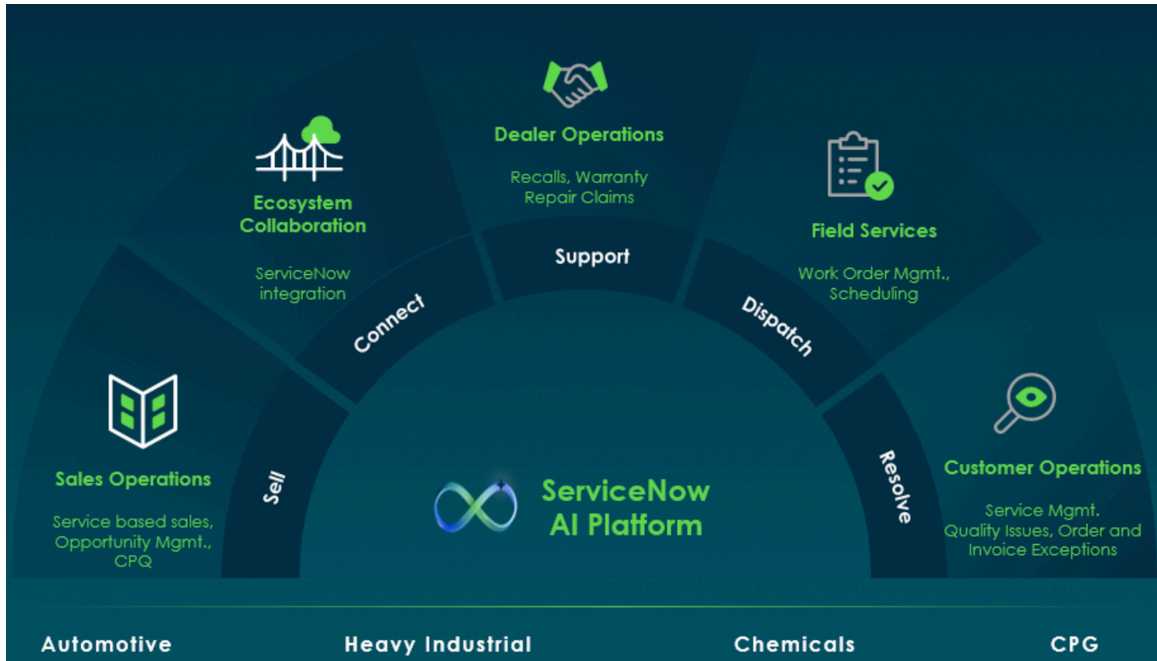 Dealer Operations
Recalls, Warranty
Repair Claims
Support
Ecosystem
Collaboration
ServiceNow
integration
Connect
Field Services
Work Order Mgmt.,
Scheduling
Dispatch
Sales Operations
Service based sales,
Opportunity Mgmt.,
CPQ
Sell
ServiceNow
AI Platform
Resolve
Customer Operations
Service Mgmt.
Quality Issues, Order and
Invoice Exceptions
Automotive
Heavy Industrial
Chemicals
CPG